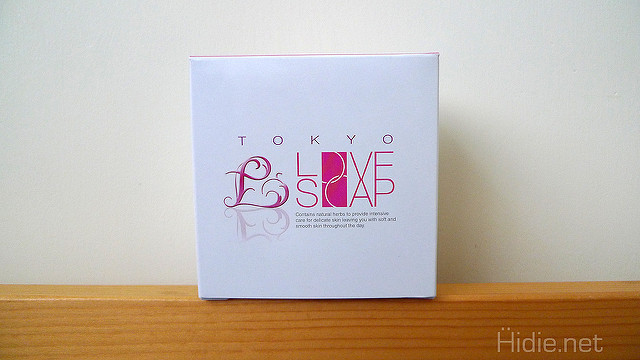 TOKYO
LS
LOVE
SOAP
Contains natural herbs to provide intensive
care for delicate skin leaving you with soft and
smooth skin throughout the day.
Hidie.net